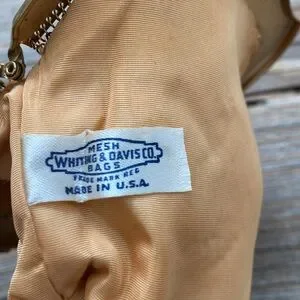 MESH
WHITING & DAVIS CO.
BAGS
TRADE MARK REG
MADE IN U.S.A.